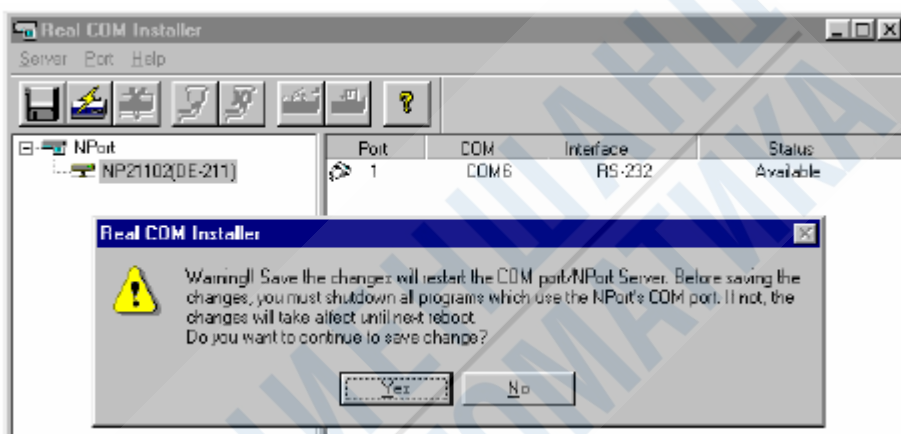 Real COM Installer
Server Port Help
NPort
NP21102(DE-211)
Port COM Interface Status
1 COM6 RS-232 Available
Real COM Installer
Warning!! Save the changes will restart the COM port/NPort Server. Before saving the
changes, you must shutdown all programs which use the NPort's COM port. If not, the
changes will take affect until next reboot.
Do you want to continue to save change?
Yes No